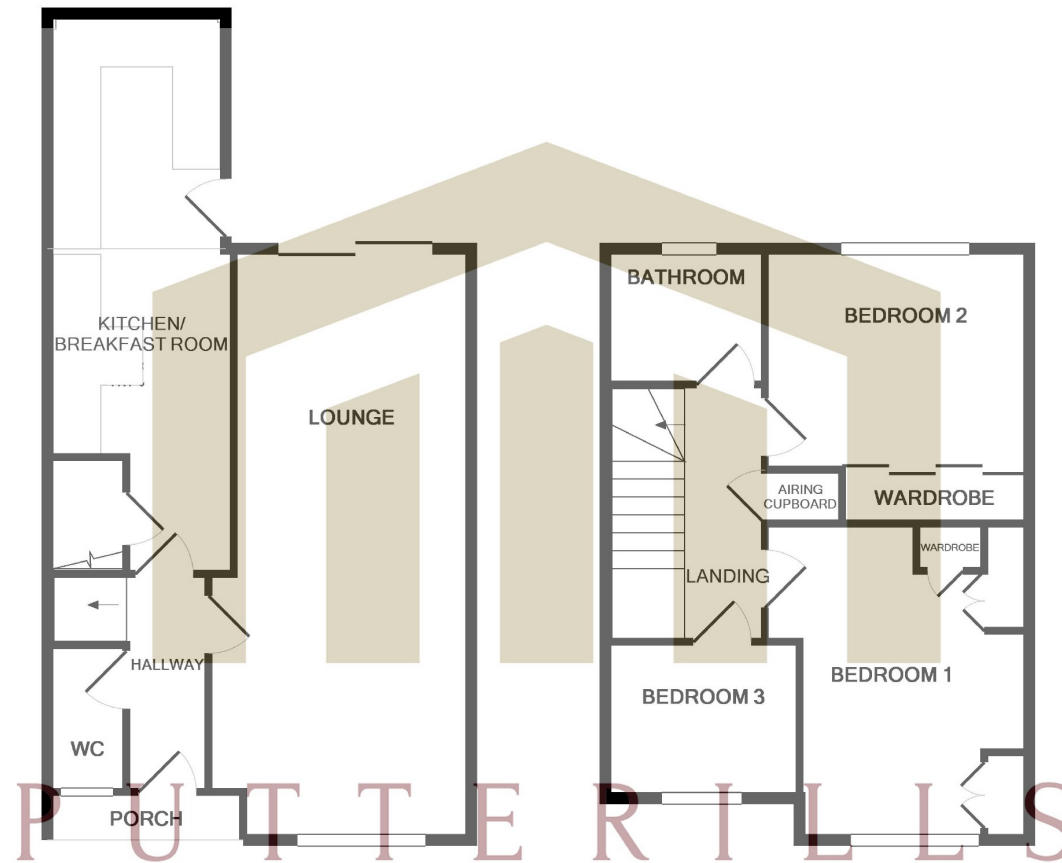 KITCHEN/
BREAKFAST ROOM
LOUNGE
HALLWAY
WC
PORCH
BATHROOM
BEDROOM 2
AIRING
CUPBOARD
WARDROBE
WARDROBE
LANDING
BEDROOM 1
BEDROOM 3
PUTTERILLS